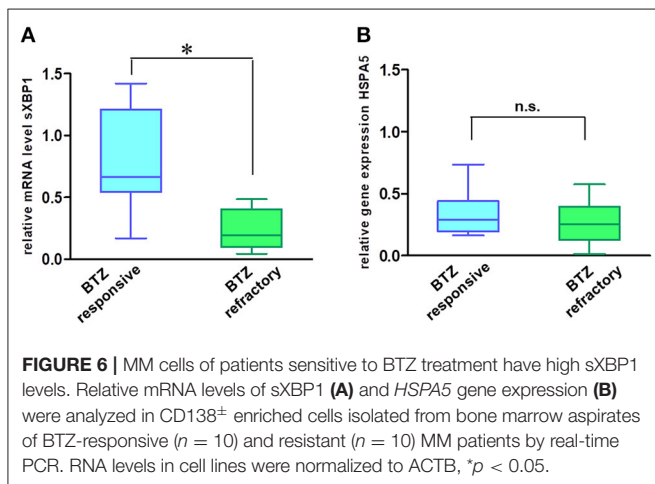 A
*
relative mRNA level sXBP1
1.5
1.0
0.5
0.0
BTZ
responsive
BTZ
refractory
B
n.s.
relative gene expression HSPA5
1.5
1.0
0.5
0.0
BTZ
responsive
BTZ
refractory
FIGURE 6 | MM cells of patients sensitive to BTZ treatment have high sXBP1
levels. Relative mRNA levels of sXBP1 (A) and HSPA5 gene expression (B)
were analyzed in CD138± enriched cells isolated from bone marrow aspirates
of BTZ-responsive (n = 10) and resistant (n = 10) MM patients by real-time
PCR. RNA levels in cell lines were normalized to ACTB, *p < 0.05.